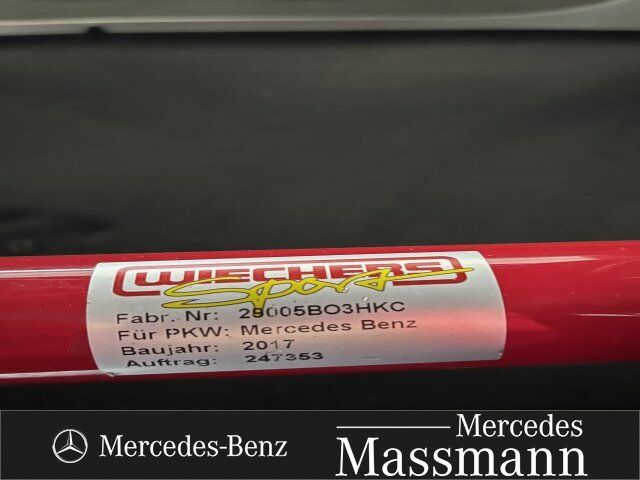 WIECHERS
Sport
Fabr. Nr: 28005BO3HKC
Für PKW: Mercedes Benz
Baujahr: 2017
Auftrag: 247353
Mercedes-Benz
Mercedes
Massmann